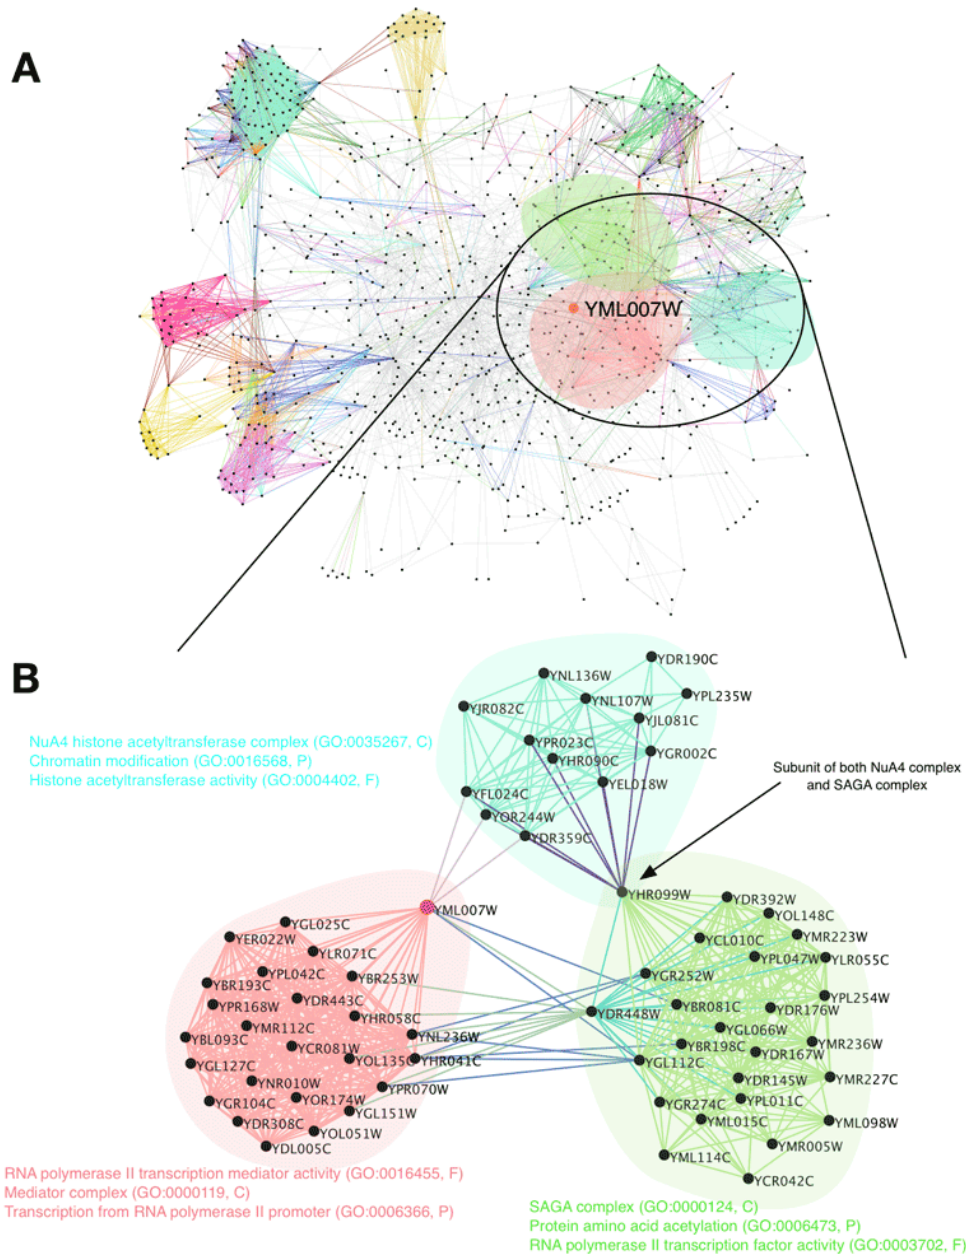 A
YML007W
B
YDR190C
YNL136W
YNL107W
YPL235W
YJR082C
YJL081C
NuA4 histone acetyltransferase complex (GO:0035267, C)
Chromatin modification (GO:0016568, P)
Histone acetyltransferase activity (GO:0004402, F)
YPR023C
YHR090C
YGR002C
Subunit of both NuA4 complex
and SAGA complex
YFL024C
YEL018W
YOR244W
YDR359C
YHR099W
YML007W
YDR392W
YOL148C
YGL025C
YER022W
YCL010C
YMR223W
YLR071C
YPL047W
YLR055C
YPL042C
YBR253W
YGR252W
YBR193C
YDR443C
YPL254W
YPR168W
YHR058C
YDR448W
YBR081C
YDR176W
YMR112C
YGL066W
YBL093C
YNL236W
YCR081W
YBR198C
YMR236W
YOL135C
YHR041C
YGL112C
YDR167W
YGL127C
YNR010W
YPR070W
YDR145W
YMR227C
YGR104C
YOR174W
YGR274C
YPL011C
YGL151W
YDR308C
YML015C
YML098W
YOL051W
YDL005C
YMR005W
YML114C
YCR042C
RNA polymerase II transcription mediator activity (GO:0016455, F)
Mediator complex (GO:0000119, C)
Transcription from RNA polymerase II promoter (GO:0006366, P)
SAGA complex (GO:0000124, C)
Protein amino acid acetylation (GO:0006473, P)
RNA polymerase II transcription factor activity (GO:0003702, F)